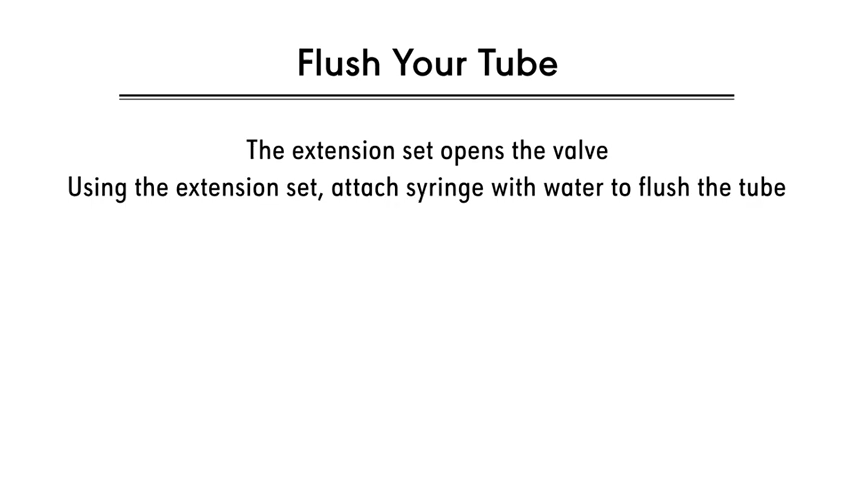 Flush Your Tube
The extension set opens the valve
Using the extension set, attach syringe with water to flush the tube